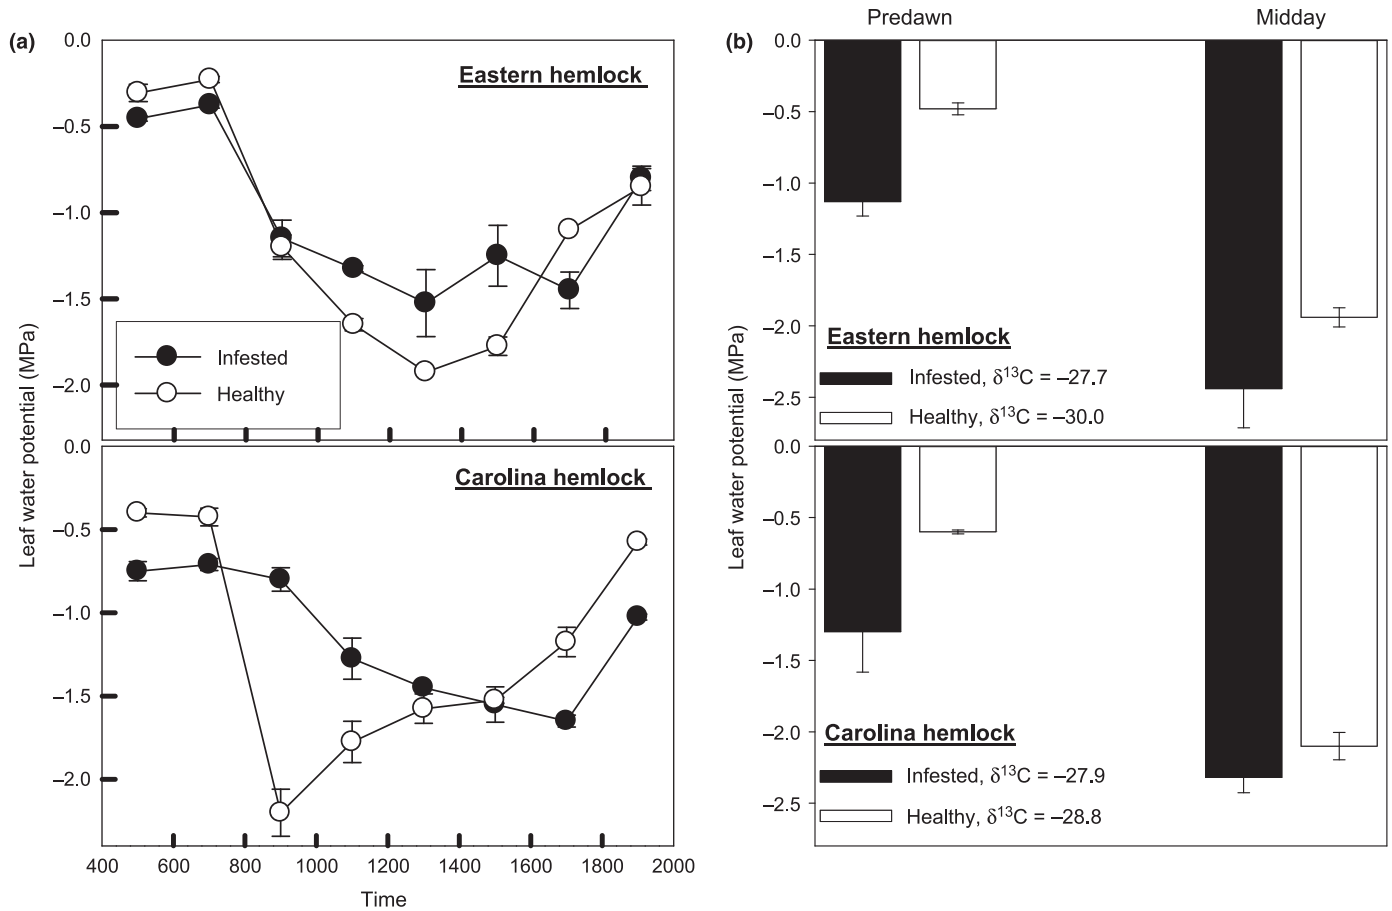 (a)
0.0
Eastern hemlock
–0.5
–1.0
–1.5
–2.0
Infested
Healthy
Leaf water potential (MPa)
0.0
Carolina hemlock
–0.5
–1.0
–1.5
–2.0
400 600 800 1000 1200 1400 1600 1800 2000
Time
(b)
Predawn Midday
0.0
–0.5
–1.0
–1.5
–2.0
–2.5
Eastern hemlock
Infested, δ¹³C = –27.7
Healthy, δ¹³C = –30.0
Leaf water potential (MPa)
0.0
–0.5
–1.0
–1.5
–2.0
–2.5
Carolina hemlock
Infested, δ¹³C = –27.9
Healthy, δ¹³C = –28.8